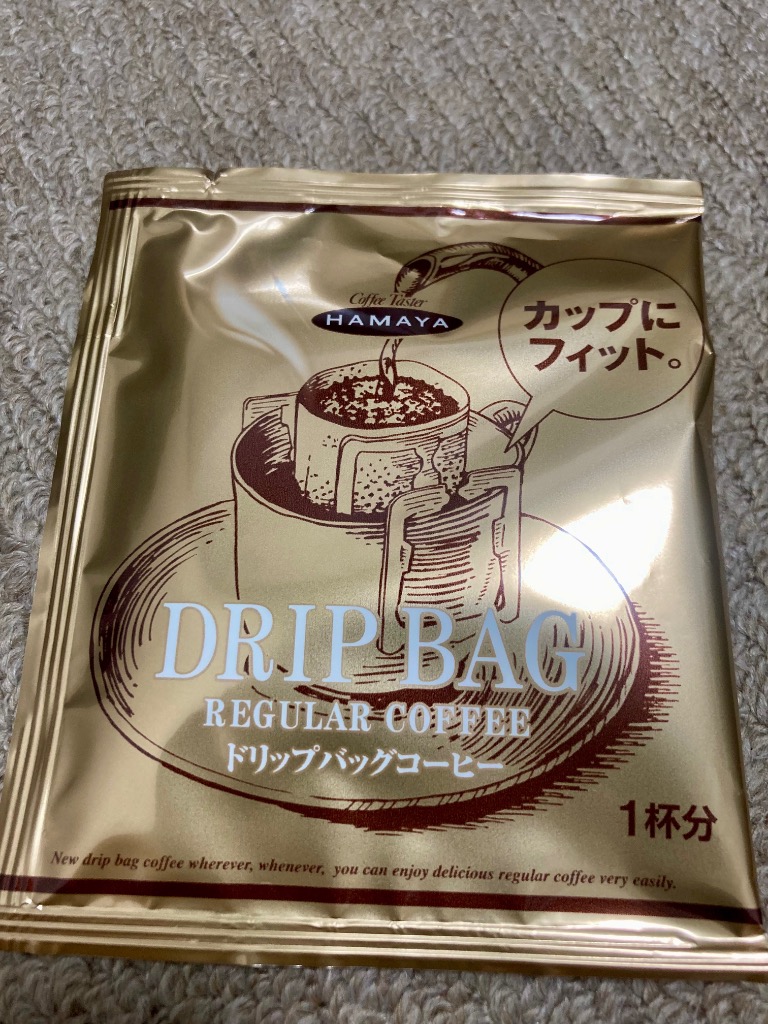 Coffee Taster
HAMAYA
カップに
フィット。
DRIP BAG
REGULAR COFFEE
ドリップバッグコーヒー
1杯分
New drip bag coffee wherever, whenever, you can enjoy delicious regular coffee very easily.